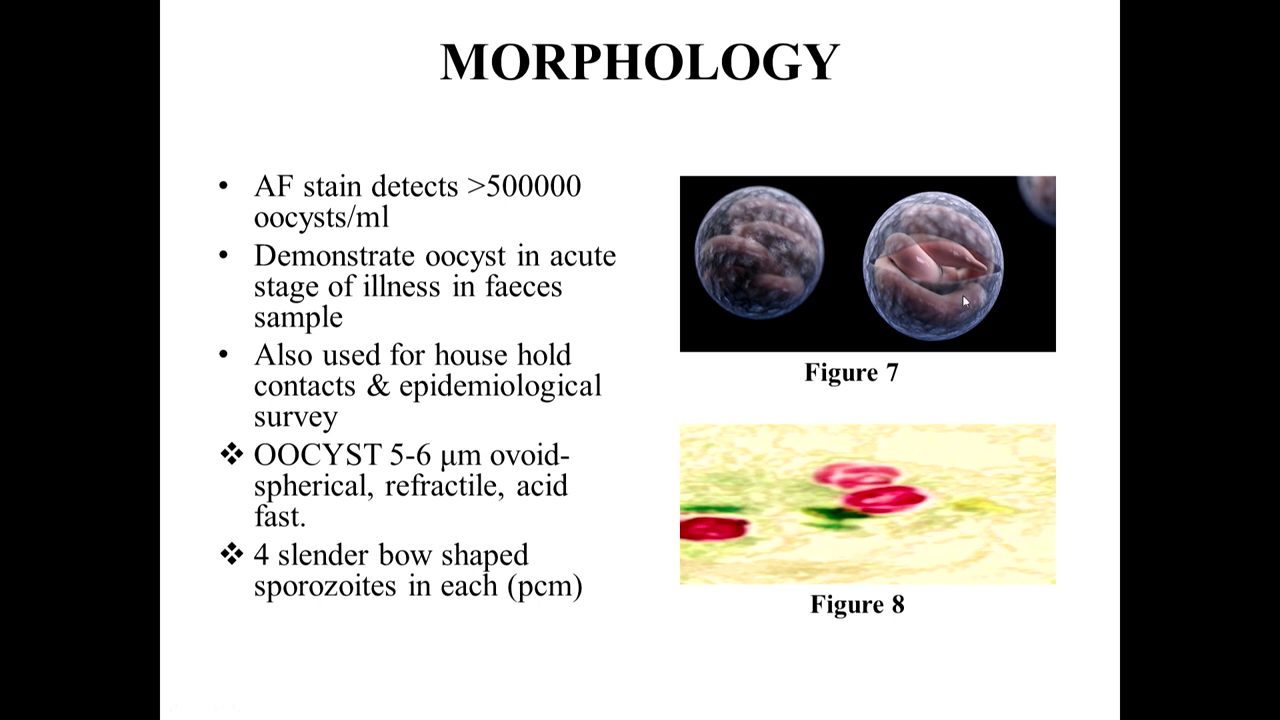 MORPHOLOGY
• AF stain detects >500000
oocysts/ml
• Demonstrate oocyst in acute
stage of illness in faeces
sample
• Also used for house hold
contacts & epidemiological
survey
❖ OOCYST 5-6 µm ovoid-
spherical, refractile, acid
fast.
❖ 4 slender bow shaped
sporozoites in each (pcm)
Figure 7
Figure 8